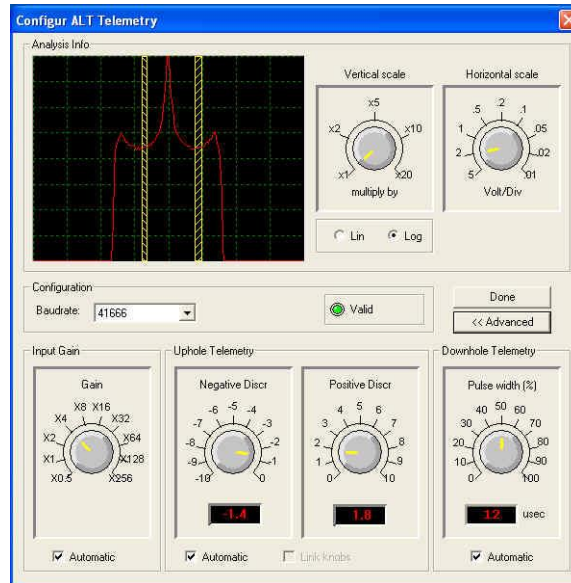 Configur ALT Telemetry
Analysis Info
Vertical scale
x1
x2
x5
x10
x20
multiply by
Horizontal scale
5
2
1
.5
.2
.1
.05
.02
.01
Volt/Div
Lin
Log
Configuration
Baudrate:
41666
Valid
Done
<< Advanced
Input Gain
Gain
X0.5
X1
X2
X4
X8
X16
X32
X64
X128
X256
Automatic
Uphole Telemetry
Negative Discr
-10
-9
-8
-7
-6
-5
-4
-3
-2
-1
0
-1.4
Automatic
Positive Discr
0
1
2
3
4
5
6
7
8
9
10
1.8
Link knobs
Downhole Telemetry
Pulse width (%)
0
10
20
30
40
50
60
70
80
90
100
12
usec
Automatic